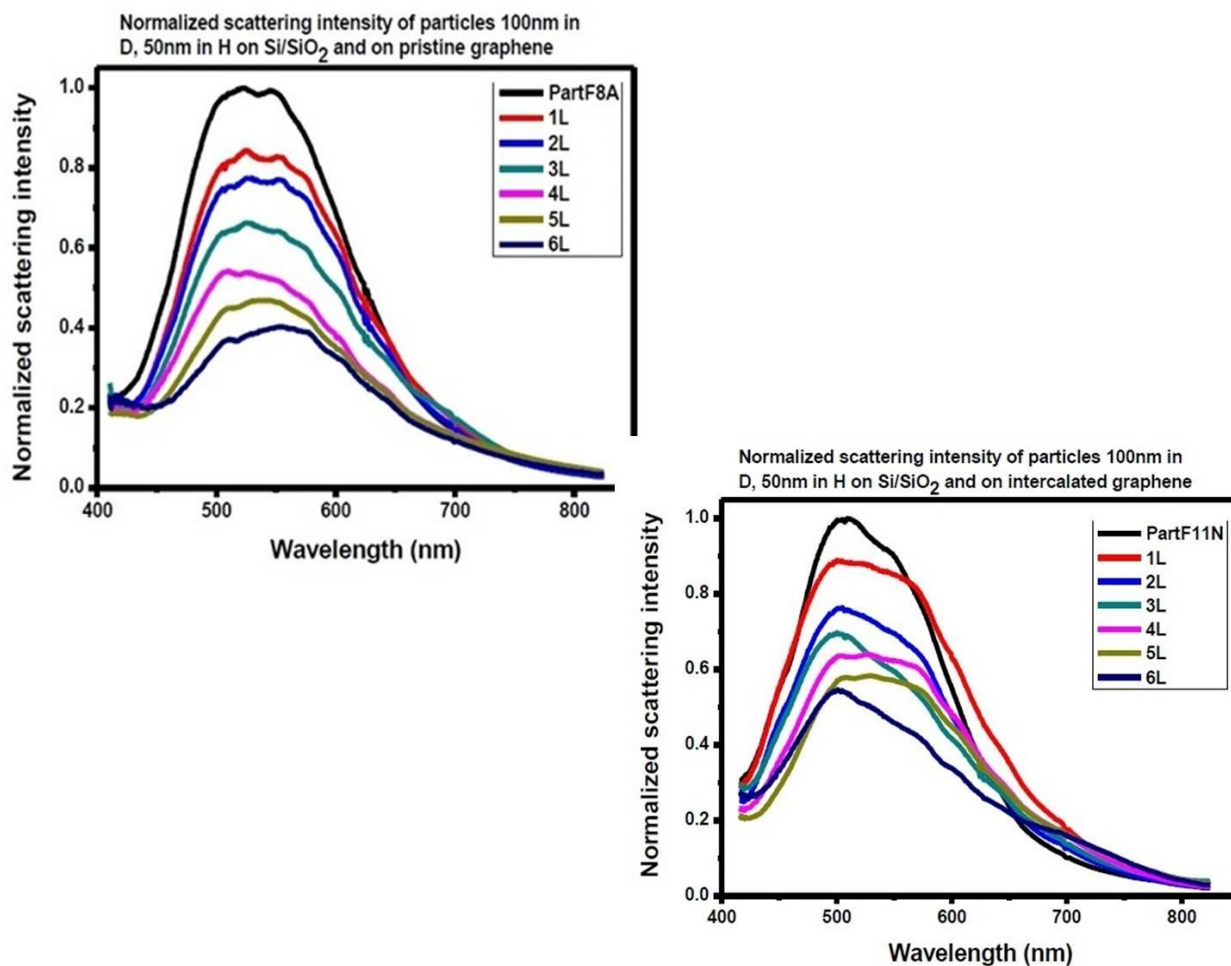 Normalized scattering intensity of particles 100nm in
D, 50nm in H on Si/SiO₂ and on pristine graphene
Normalized scattering intensity
1.0
0.8
0.6
0.4
0.2
0.0
PartF8A
1L
2L
3L
4L
5L
6L
400 500 600 700 800
Wavelength (nm)
Normalized scattering intensity of particles 100nm in
D, 50nm in H on Si/SiO₂ and on intercalated graphene
Normalized scattering intensity
1.0
0.8
0.6
0.4
0.2
0.0
PartF11N
1L
2L
3L
4L
5L
6L
400 500 600 700 800
Wavelength (nm)